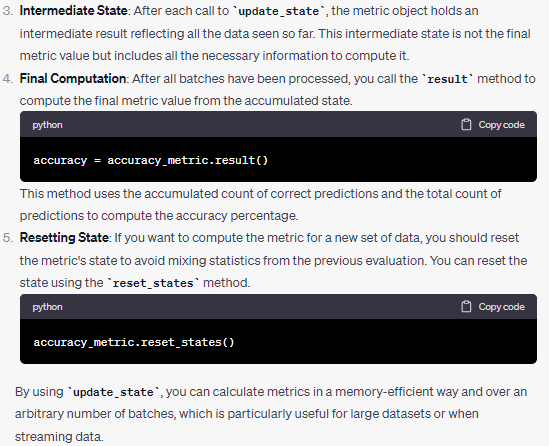 3. Intermediate State: After each call to `update_state`, the metric object holds an
intermediate result reflecting all the data seen so far. This intermediate state is not the final
metric value but includes all the necessary information to compute it.
4. Final Computation: After all batches have been processed, you call the `result` method to
compute the final metric value from the accumulated state.
python
Copy code
accuracy = accuracy_metric.result()
This method uses the accumulated count of correct predictions and the total count of
predictions to compute the accuracy percentage.
5. Resetting State: If you want to compute the metric for a new set of data, you should reset
the metric's state to avoid mixing statistics from the previous evaluation. You can reset the
state using the `reset_states` method.
python
Copy code
accuracy_metric.reset_states()
By using `update_state`, you can calculate metrics in a memory-efficient way and over an
arbitrary number of batches, which is particularly useful for large datasets or when
streaming data.